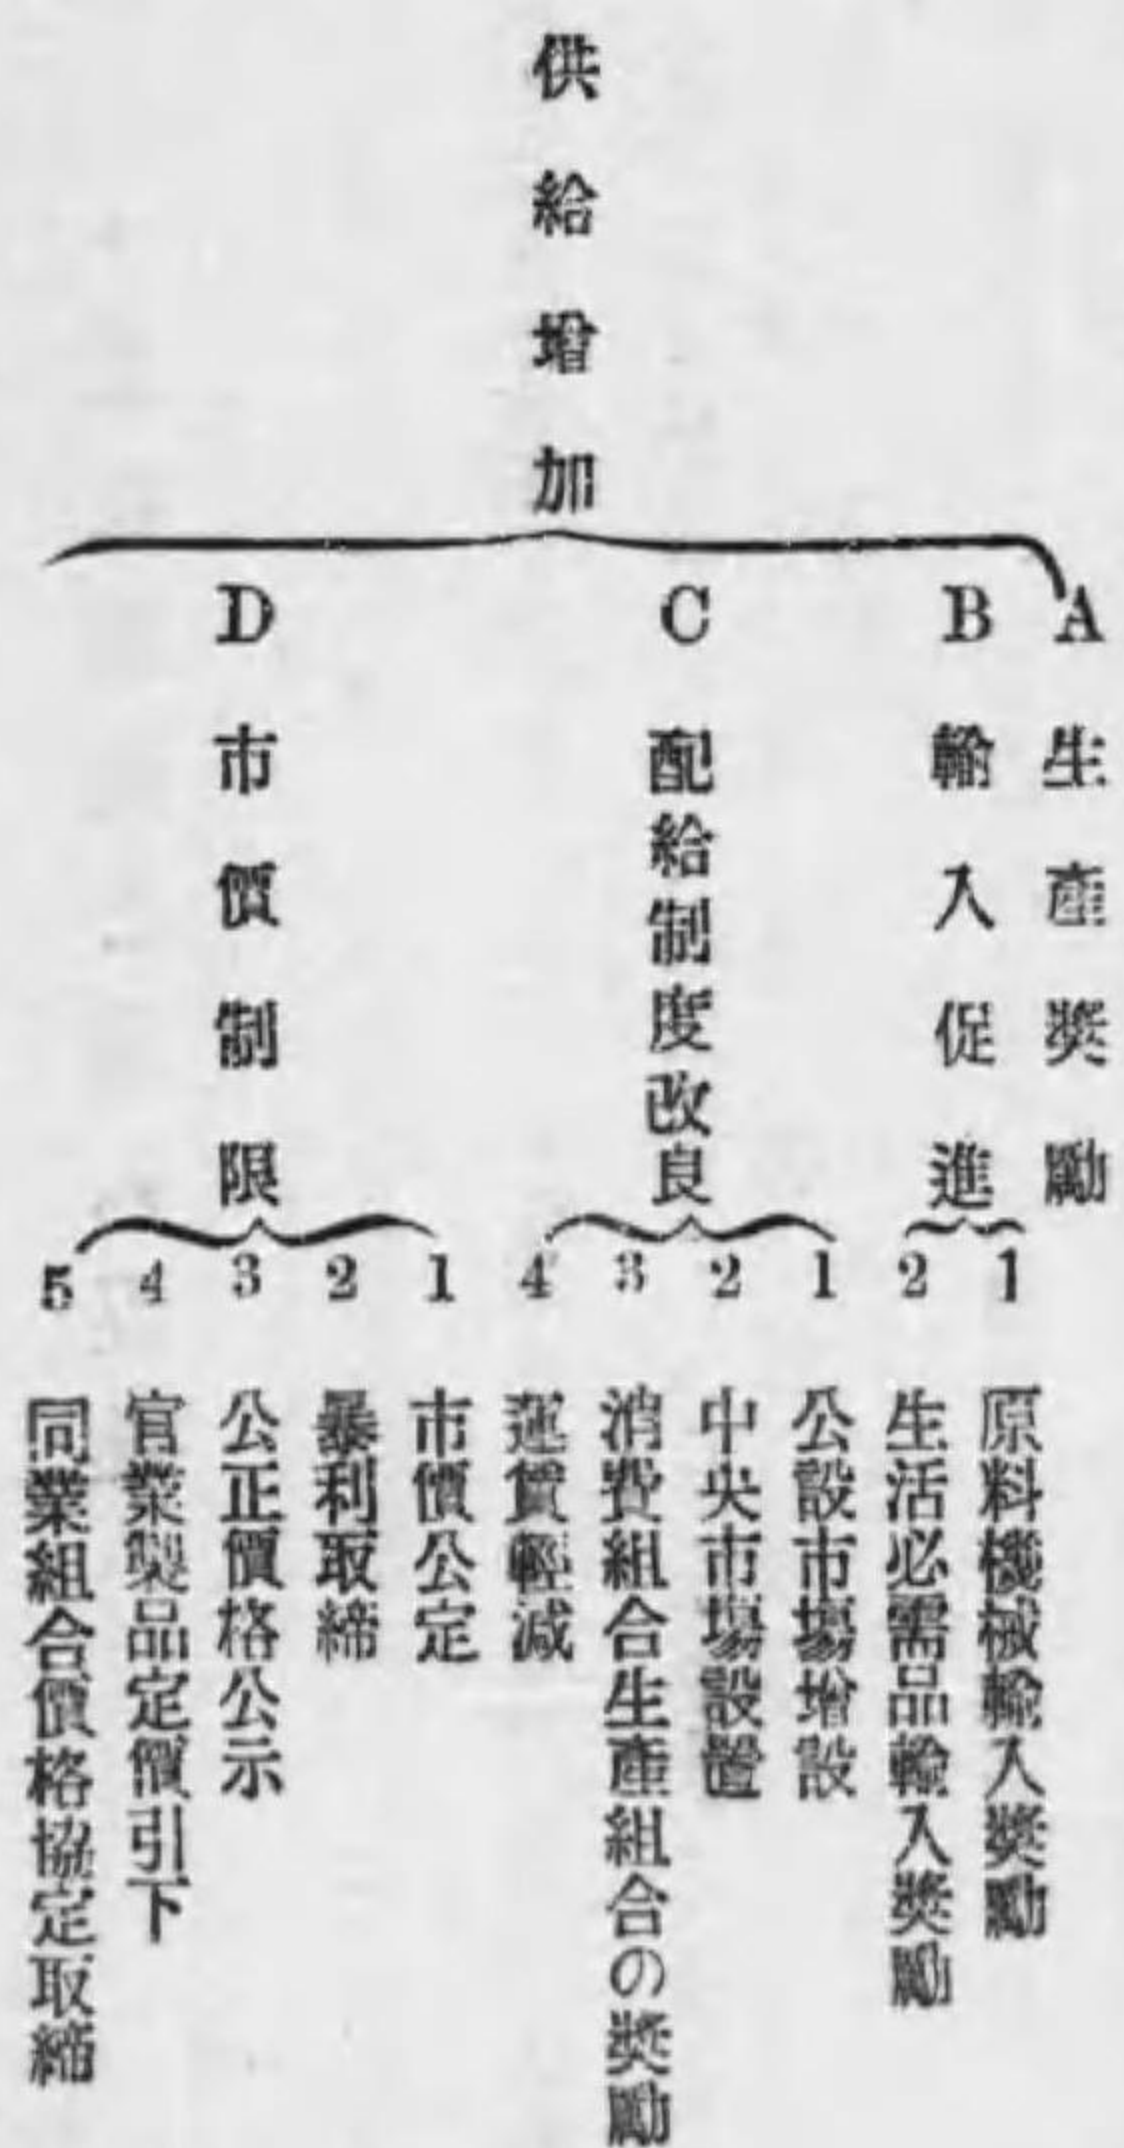 供給增加
A 生產奬勵
B 輸入促進
1 原料機械輸入奬勵
2 生活必需品輸入奬勵
C 配給制度改良
1 公設市場增設
2 中央市場設置
3 消費組合生產組合の奬勵
4 運賃輕減
D 市價制限
1 市價公定
2 暴利取締
3 公正價格公示
4 官業製品定價引下
5 同業組合價格協定取締